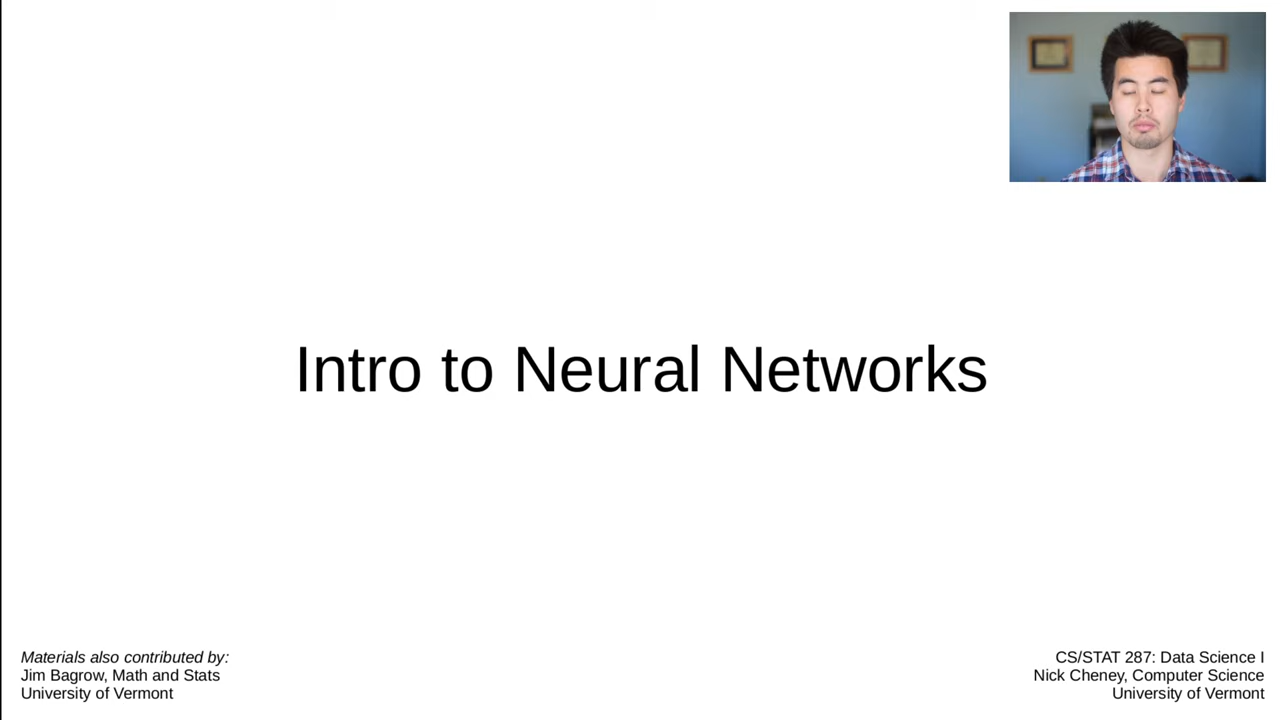 Intro to Neural Networks
Materials also contributed by:
Jim Bagrow, Math and Stats
University of Vermont
CS/STAT 287: Data Science I
Nick Cheney, Computer Science
University of Vermont